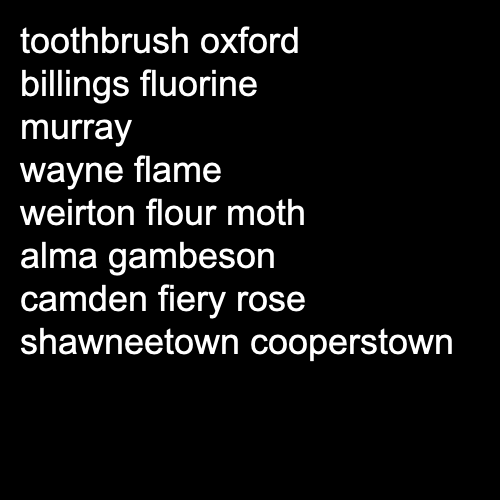 toothbrush oxford
billings fluorine
murray
wayne flame
weirton flour moth
alma gambeson
camden fiery rose
shawneetown cooperstown